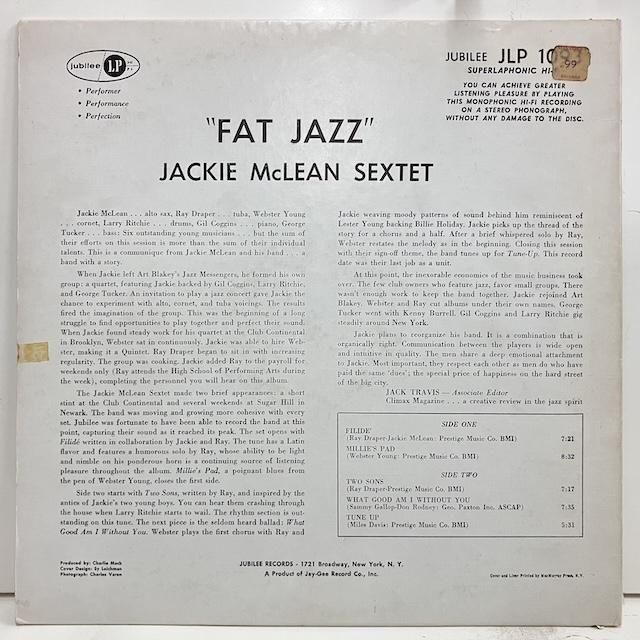 jubilee LP
• Performer
• Performance
• Perfection
JUBILEE JLP 10
SUPERLAPHONIC HI-
.99
YOU CAN ACHIEVE GREATER
LISTENING PLEASURE BY PLAYING
THIS MONOPHONIC HI-FI RECORDING
ON A STEREO PHONOGRAPH,
WITHOUT ANY DAMAGE TO THE DISC.
"FAT JAZZ"
JACKIE McLEAN SEXTET
Jackie McLean . . . alto sax, Ray Draper . . . tuba, Webster Young
. . . cornet, Larry Ritchie . . . drums, Gil Coggins . . . piano, George
Tucker . . . bass: Six outstanding young musicians . . . but the sum of
their efforts on this session is more than the sum of their individual
talents. This is a communique from Jackie McLean and his band . . . a
band with a story.
When Jackie left Art Blakey's Jazz Messengers, he formed his own
group: a quartet, featuring Jackie backed by Gil Coggins, Larry Ritchie,
and George Tucker. An invitation to play a jazz concert gave Jackie the
chance to experiment with alto, cornet, and tuba voicings. The results
fired the imagination of the group. This was the beginning of a long
struggle to find opportunities to play together and perfect their sound.
When Jackie found steady work for his quartet at the Club Continental
in Brooklyn, Webster sat in continuously. Jackie was able to hire Web-
ster, making it a Quintet. Ray Draper began to sit in with increasing
regularity. The group was cooking. Jackie added Ray to the payroll for
weekends only (Ray attends the High School of Performing Arts during
the week), completing the personnel you will hear on this album.
The Jackie McLean Sextet made two brief appearances: a short
stint at the Club Continental and several weekends at Sugar Hill in
Newark. The band was moving and growing more cohesive with every
set. Jubilee was fortunate to have been able to record the band at this
point, capturing their sound as it reached its peak. The set opens with
Filidé written in collaboration by Jackie and Ray. The tune has a Latin
flavor and features a humorous solo by Ray, whose ability to be light
and nimble on his ponderous horn is a continuing source of listening
pleasure throughout the album. Millie's Pad, a poignant blues from
the pen of Webster Young, closes the first side.
Side two starts with Two Sons, written by Ray, and inspired by the
antics of Jackie's two young boys. You can hear them crashing through
the house when Larry Ritchie starts to wail. The rhythm section is out-
standing on this tune. The next piece is the seldom heard ballad: What
Good Am I Without You. Webster plays the first chorus with Ray and
Jackie weaving moody patterns of sound behind him reminiscent of
Lester Young backing Billie Holiday. Jackie picks up the thread of the
story for a chorus and a half. After a brief whispered solo by Ray,
Webster restates the melody as in the beginning. Closing this session
with their sign-off theme, the band tunes up for Tune-Up. This record
date was their last job as a unit.
At this point, the inexorable economics of the music business took
over. The few club owners who feature jazz, favor small groups. There
wasn't enough work to keep the band together. Jackie rejoined Art
Blakey. Webster and Ray cut albums under their own names. George
Tucker went with Kenny Burrell. Gil Coggins and Larry Ritchie gig
steadily around New York.
Jackie plans to reorganize his band. It is a combination that is
organically right. Communication between the players is wide open
and intuitive in quality. The men share a deep emotional attachment
to Jackie. Most important, they respect each other as men do who have
paid the same 'dues'; the special price of happiness on the hard street
of the big city.
JACK TRAVIS — Associate Editor
Climax Magazine . . . a creative review in the jazz spirit
SIDE ONE
FILIDE'
(Ray Draper-Jackie McLean: Prestige Music Co. BMI) 7:21
MILLIE'S PAD
(Webster Young: Prestige Music Co. BMI) 8:32
SIDE TWO
TWO SONS
(Ray Draper-Prestige Music Co. BMI) 7:17
WHAT GOOD AM I WITHOUT YOU
(Sammy Gallop-Don Rodney: Geo. Paxton Inc. ASCAP) 7:35
TUNE UP
(Miles Davis: Prestige Music Co. BMI) 5:31
Produced by: Charlie Mack
Cover Design: Sy Leichman
Photograph: Charles Varon
JUBILEE RECORDS - 1721 Broadway, New York, N. Y.
A Product of Jay-Gee Record Co., Inc.
Cover and Liner Printed by MacMurray Press, N.Y.